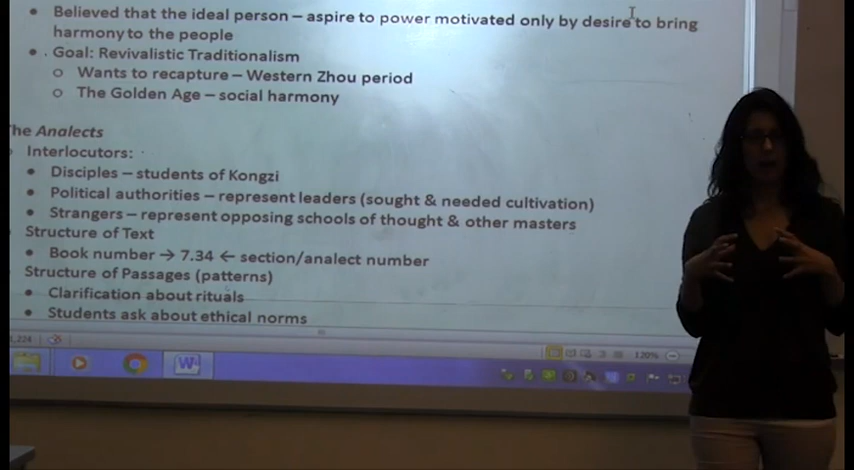 • Believed that the ideal person – aspire to power motivated only by desire to bring
harmony to the people
• . Goal: Revivalistic Traditionalism
o Wants to recapture – Western Zhou period
o The Golden Age – social harmony
he Analects
Interlocutors:
• Disciples – students of Kongzi
• Political authorities – represent leaders (sought & needed cultivation)
• Strangers – represent opposing schools of thought & other masters
Structure of Text
• Book number → 7.34 ← section/analect number
Structure of Passages (patterns)
• Clarification about rituals
• Students ask about ethical norms
,224
120%
W